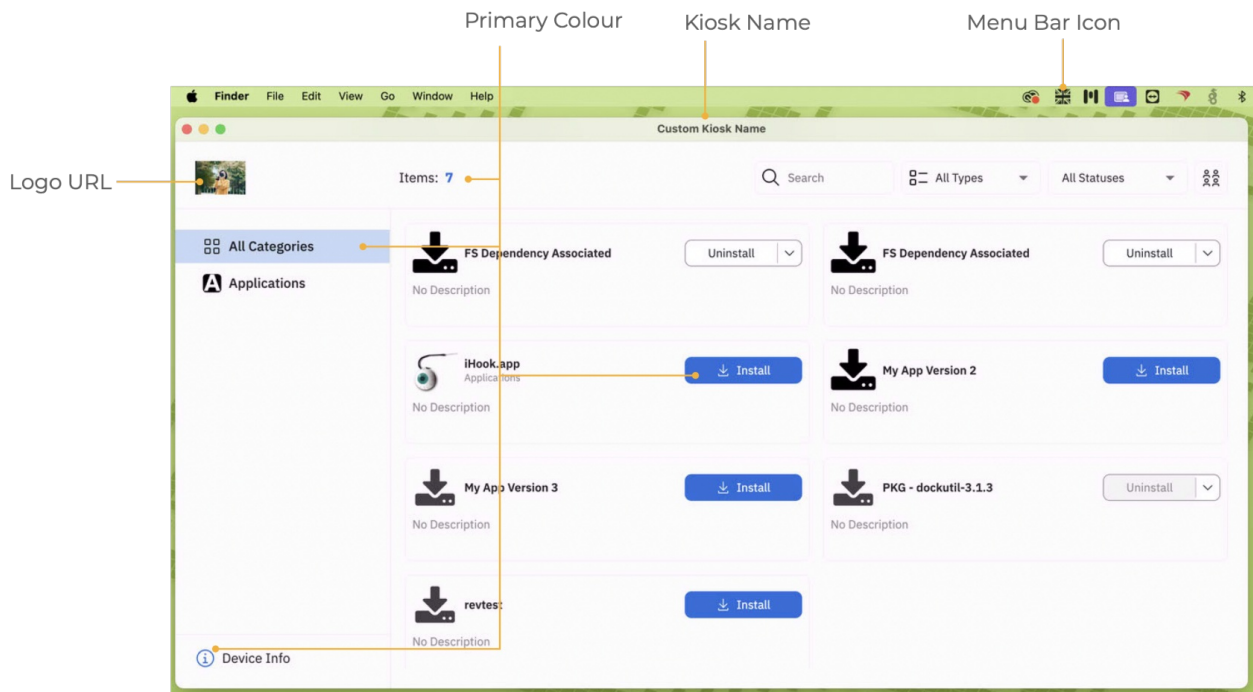 Primary Colour
Kiosk Name
Menu Bar Icon
Finder File Edit View Go Window Help
Custom Kiosk Name
Logo URL
Items: 7
Search
All Types
All Statuses
All Categories
Applications
FS Dependency Associated
Uninstall
No Description
FS Dependency Associated
Uninstall
No Description
iHook.app
Applications
Install
No Description
My App Version 2
Install
No Description
My App Version 3
Install
No Description
PKG - dockutil-3.1.3
Uninstall
No Description
revtest
Install
No Description
Device Info